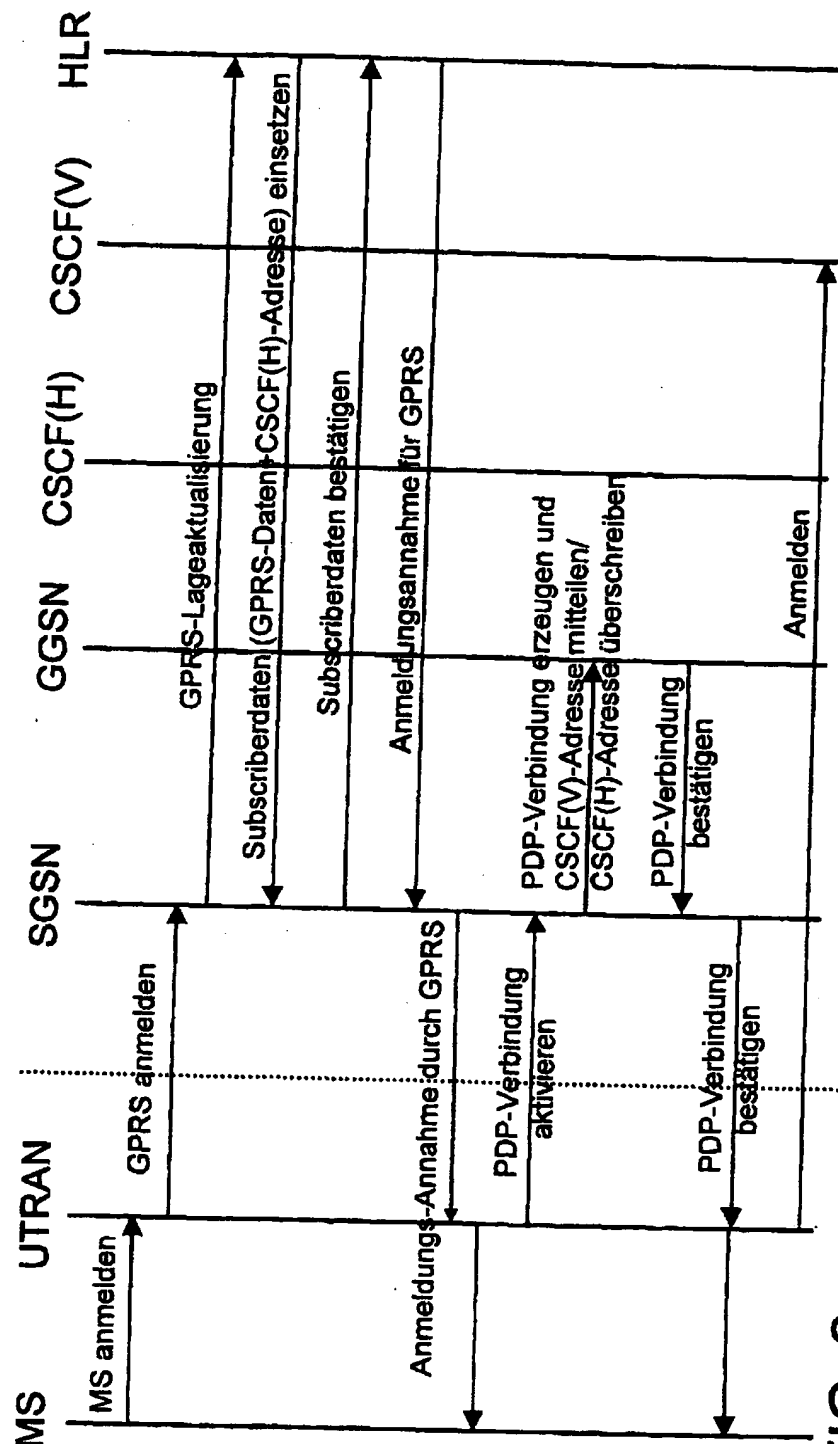 MS
UTRAN
SGSN
GGSN
CSCF(H)
CSCF(V)
HLR
MS anmelden
GPRS anmelden
GPRS-Lageaktualisierung
Subscriberdaten (GPRS-Daten+CSCF(H)-Adresse) einsetzen
Subscriberdaten bestätigen
Anmeldungsannahme für GPRS
Anmeldungs-Annahme durch GPRS
PDP-Verbindung
aktivieren
PDP-Verbindung erzeugen und
CSCF(V)-Adresse mitteilen/
CSCF(H)-Adresse überschreiben
PDP-Verbindung
bestätigen
PDP-Verbindung
bestätigen
Anmelden